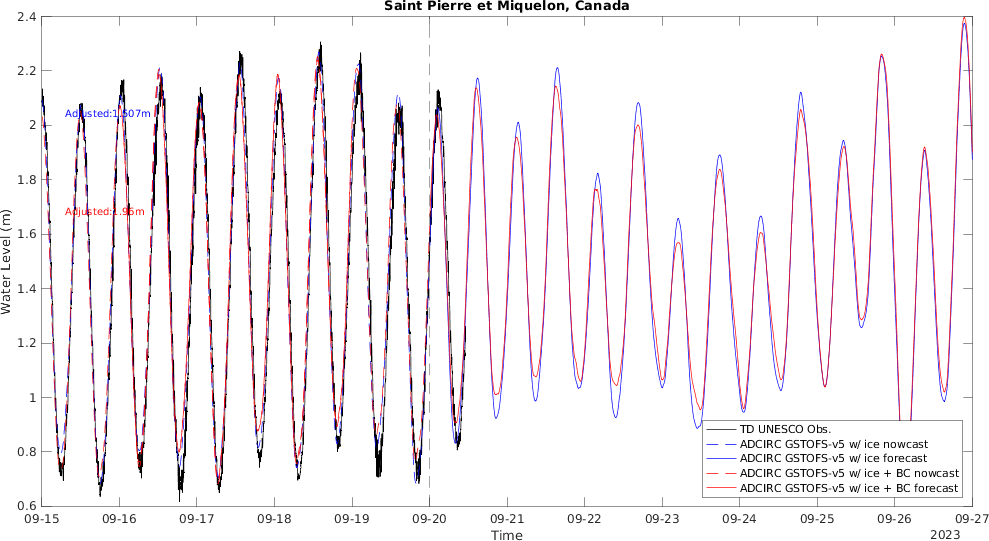 Saint Pierre et Miquelon, Canada
2.4
2.2
2
1.8
1.6
1.4
1.2
1
0.8
0.6
Water Level (m)
Adjusted:1.507m
Adjusted:1.95m
09-15
09-16
09-17
09-18
09-19
09-20
09-21
09-22
09-23
09-24
09-25
09-26
09-27
Time
2023
TD UNESCO Obs.
ADCIRC GSTOFS-v5 w/ ice nowcast
ADCIRC GSTOFS-v5 w/ ice forecast
ADCIRC GSTOFS-v5 w/ ice + BC nowcast
ADCIRC GSTOFS-v5 w/ ice + BC forecast